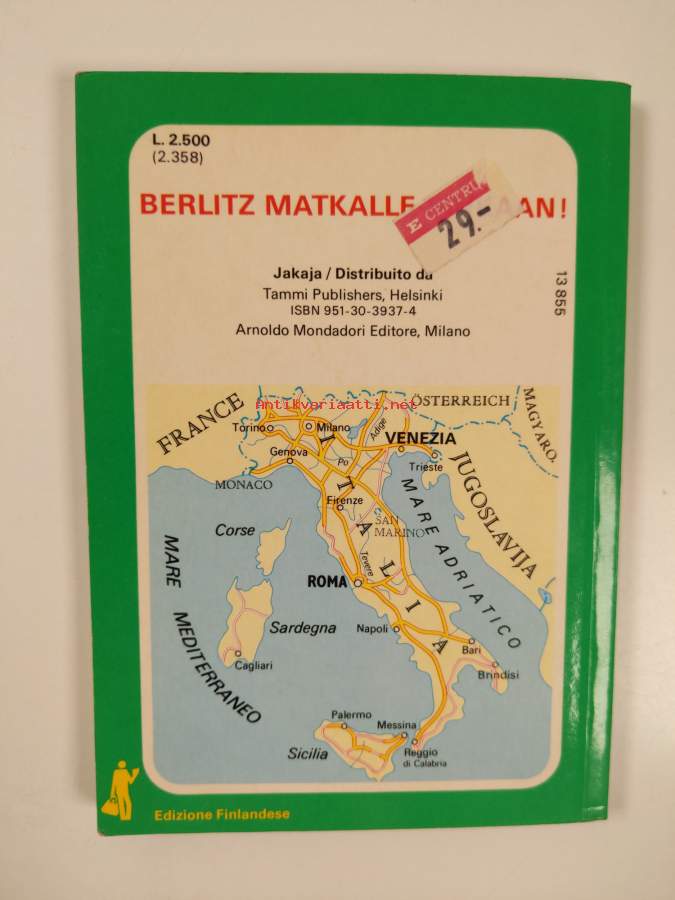 L. 2.500
(2.358)
BERLITZ MATKALLE AAN!
E CENTRU
29.-
Jakaja / Distribuito da
Tammi Publishers, Helsinki
ISBN 951-30-3937-4
Arnoldo Mondadori Editore, Milano
13 855
Antikvariaatti.net
FRANCE
ÖSTERREICH
MAGYARO.
Torino
Milano
Adige
VENEZIA
Genova
Po
Trieste
MONACO
Firenze
SAN
MARINO
JUGOSLAVIJA
ITALIA
MARE ADRIATICO
Corse
Tevere
ROMA
MARE MEDITERRANEO
Sardegna
Napoli
Bari
Cagliari
Brindisi
Palermo
Messina
Sicilia
Reggio
di Calabria
Edizione Finlandese